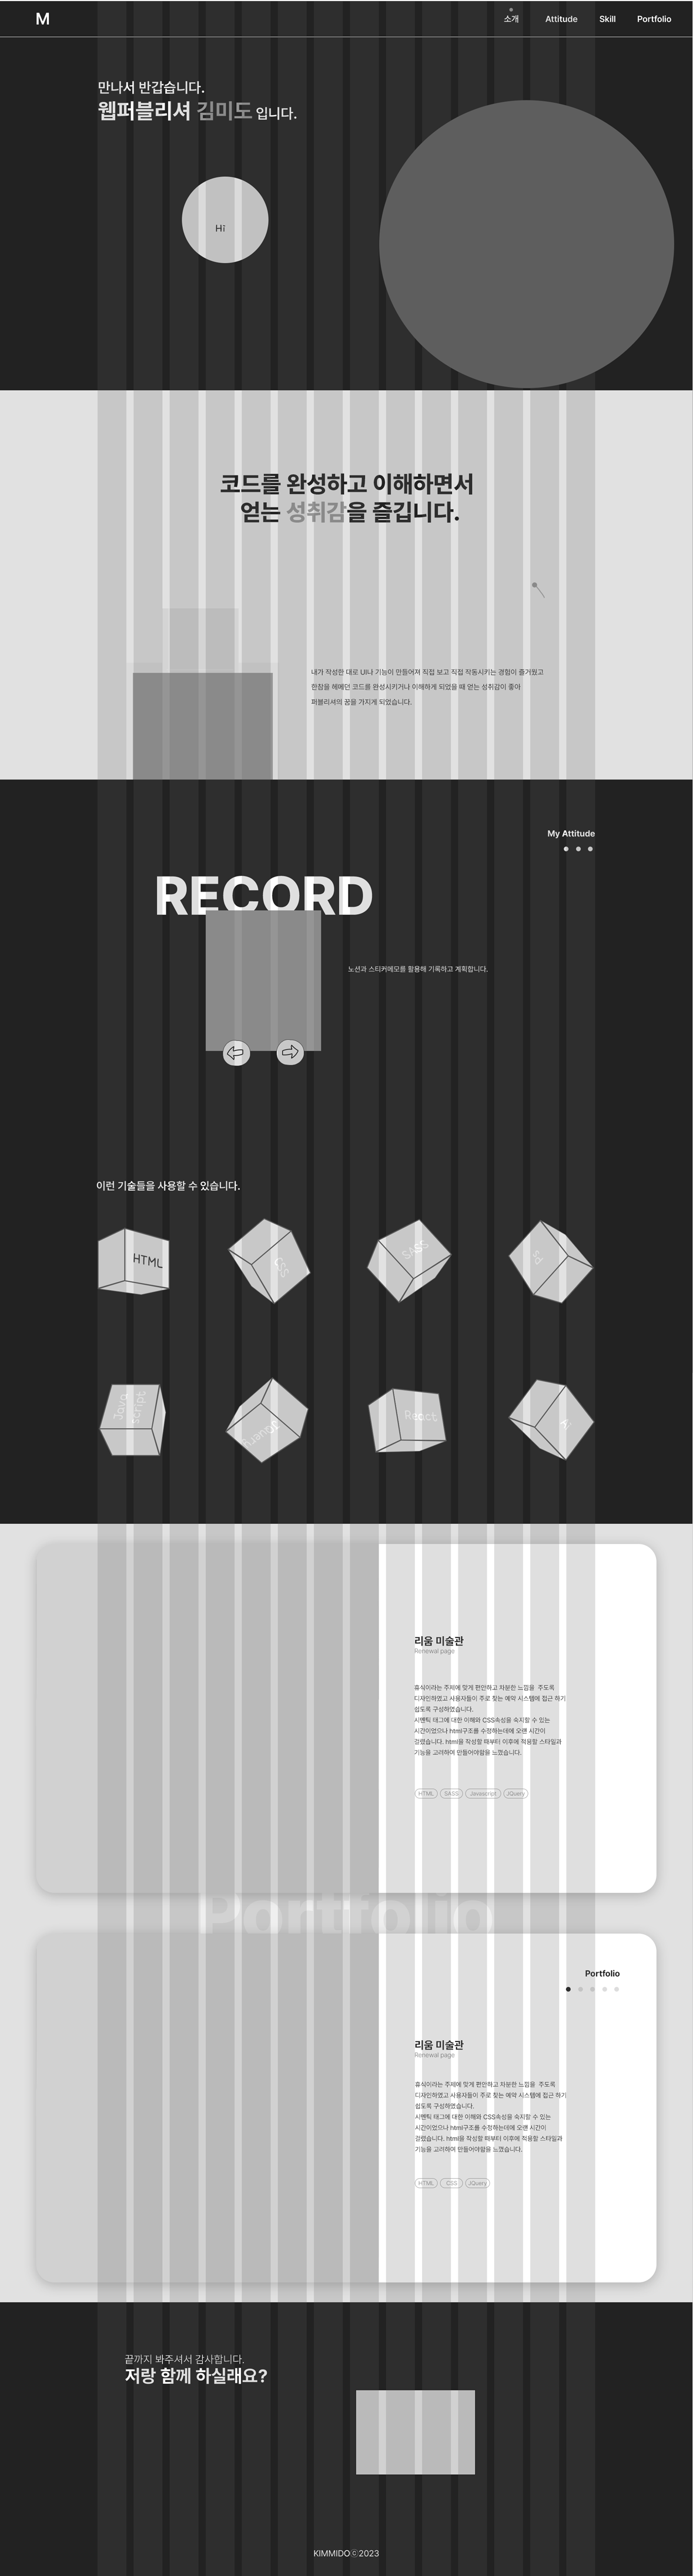 M
소개 Attitude Skill Portfolio
만나서 반갑습니다.
웹퍼블리셔 김미도 입니다.
Hi
코드를 완성하고 이해하면서
얻는 성취감을 즐깁니다.
내가 작성한 대로 UI나 기능이 만들어져 직접 보고 직접 작동시키는 경험이 즐거웠고
한참을 헤메던 코드를 완성시키거나 이해하게 되었을 때 얻는 성취감이 좋아
퍼블리셔의 꿈을 가지게 되었습니다.
My Attitude
RECORD
노션과 스티커메모를 활용해 기록하고 계획합니다.
이런 기술들을 사용할 수 있습니다.
HTML
CSS
SASS
Java
script
React
Ai
리움 미술관
Renewal page
휴식이라는 주제에 맞게 편안하고 차분한 느낌을 주도록
디자인하였고 사용자들이 주로 찾는 예약 시스템에 접근 하기
쉽도록 구성하였습니다.
시멘틱 태그에 대한 이해와 CSS속성을 숙지할 수 있는
시간이었으나 html구조를 수정하는데에 오랜 시간이
걸렸습니다. html을 작성할 때부터 이후에 적용할 스타일과
기능을 고려하여 만들어야함을 느꼈습니다.
HTML SASS Javascript JQuery
Portfolio
Portfolio
리움 미술관
Renewal page
휴식이라는 주제에 맞게 편안하고 차분한 느낌을 주도록
디자인하였고 사용자들이 주로 찾는 예약 시스템에 접근 하기
쉽도록 구성하였습니다.
시멘틱 태그에 대한 이해와 CSS속성을 숙지할 수 있는
시간이었으나 html구조를 수정하는데에 오랜 시간이
걸렸습니다. html을 작성할 때부터 이후에 적용할 스타일과
기능을 고려하여 만들어야함을 느꼈습니다.
HTML CSS JQuery
끝까지 봐주셔서 감사합니다.
저랑 함께 하실래요?
KIMMIDOⓒ2023